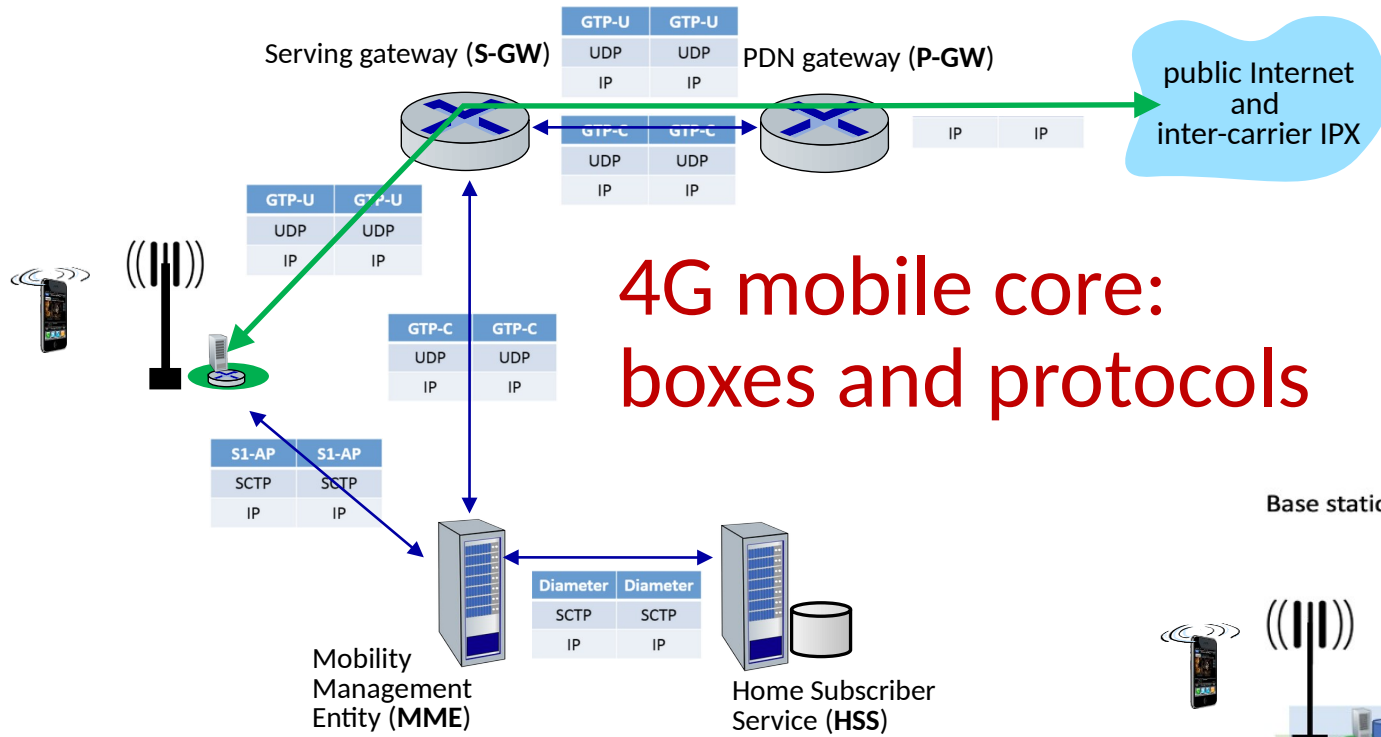 GTP-U GTP-U
UDP UDP
IP IP
Serving gateway (S-GW)
PDN gateway (P-GW)
public Internet
and
inter-carrier IPX
GTP-C GTP-C
UDP UDP
IP IP
IP IP
GTP-U GTP-U
UDP UDP
IP IP
4G mobile core:
boxes and protocols
GTP-C GTP-C
UDP UDP
IP IP
S1-AP S1-AP
SCTP SCTP
IP IP
Base static
Diameter Diameter
SCTP SCTP
IP IP
Mobility
Management
Entity (MME)
Home Subscriber
Service (HSS)